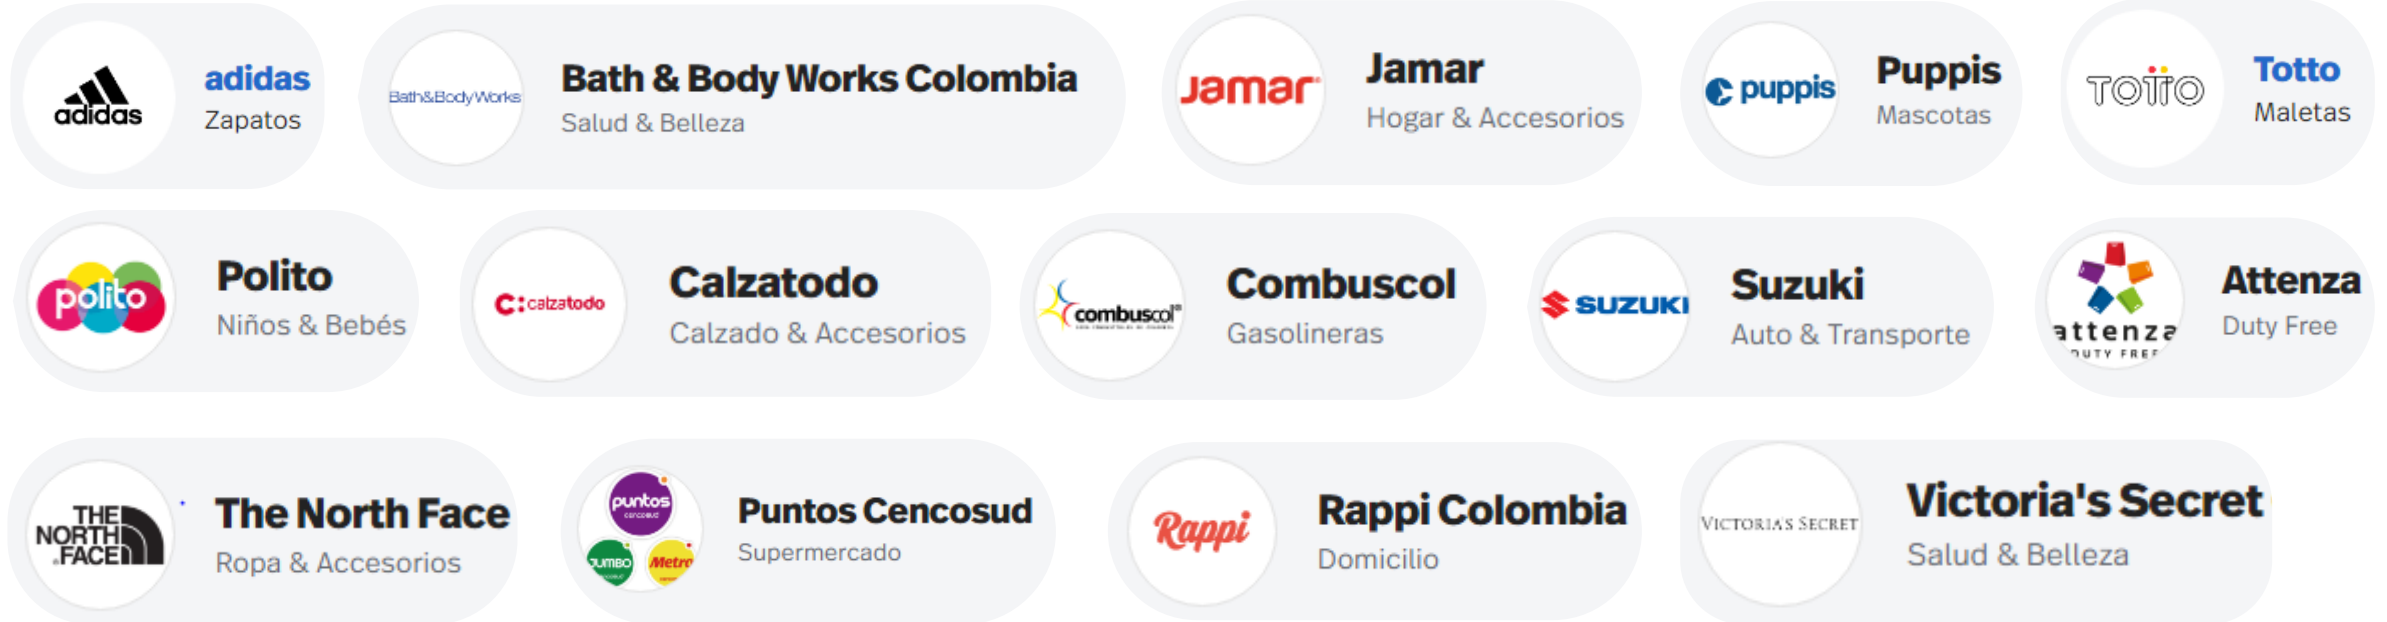 adidas
adidas
Zapatos
Bath&BodyWorks
Bath & Body Works Colombia
Salud & Belleza
Jamar
Jamar
Hogar & Accesorios
puppis
Puppis
Mascotas
TOTTO
Totto
Maletas
polito
Polito
Niños & Bebés
C:calzatodo
Calzatodo
Calzado & Accesorios
combuscol®
Combuscol
Gasolineras
SUZUKI
Suzuki
Auto & Transporte
attenza
DUTY FREE
Attenza
Duty Free
THE
NORTH
FACE
The North Face
Ropa & Accesorios
puntos
cencosud
JUMBO
Metro
Puntos Cencosud
Supermercado
Rappi
Rappi Colombia
Domicilio
VICTORIA'S SECRET
Victoria's Secret
Salud & Belleza